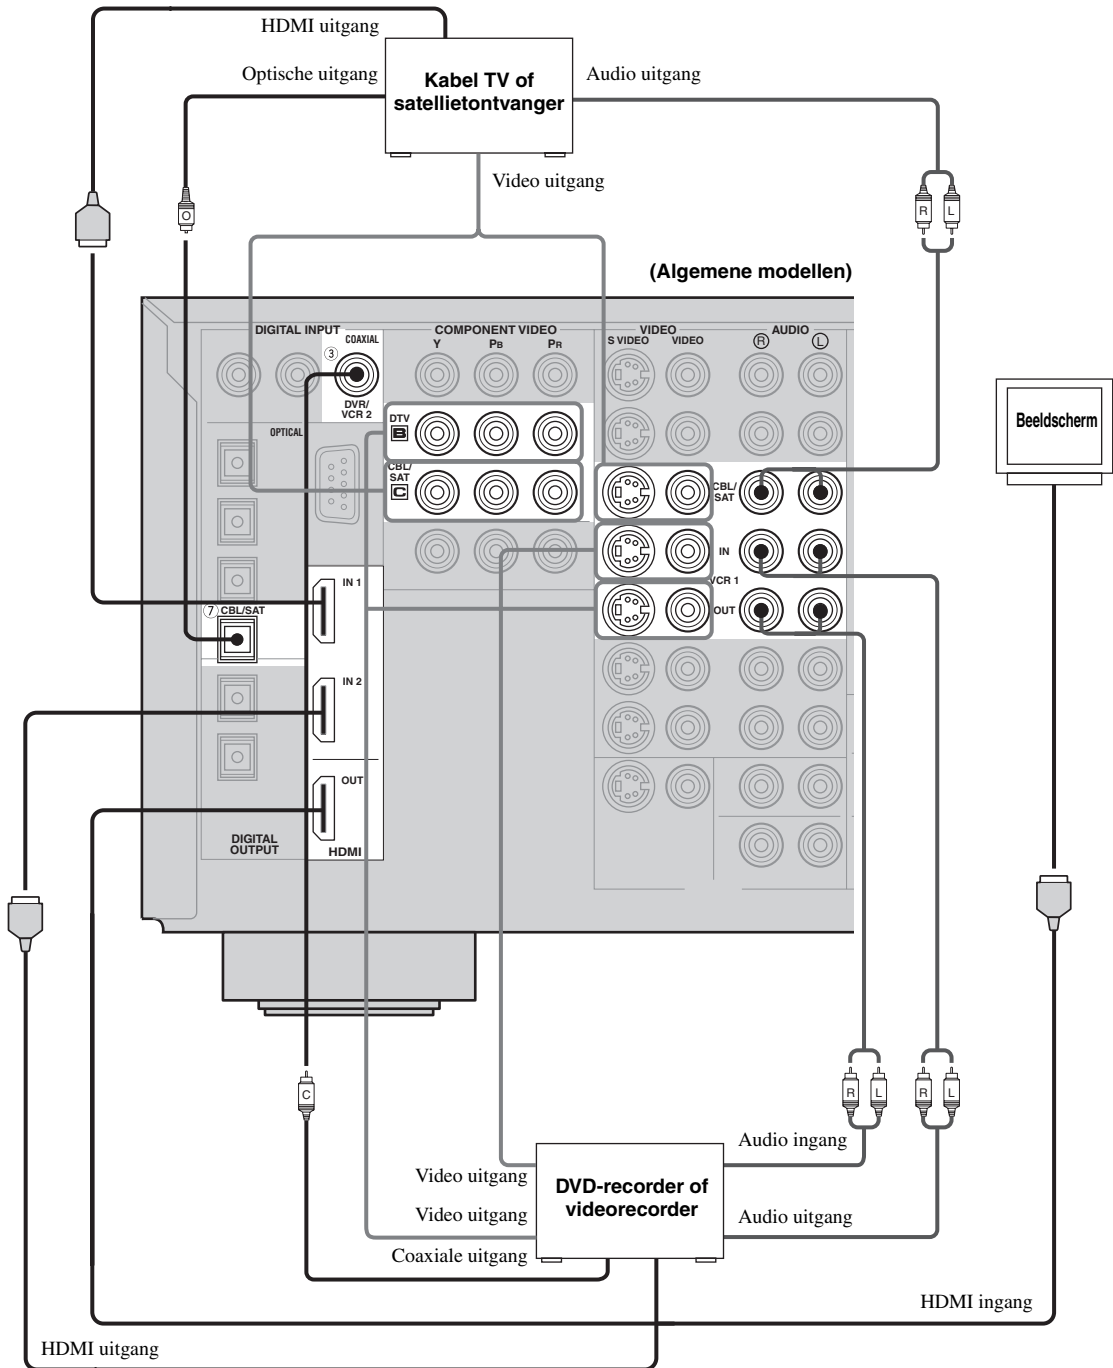 HDMI uitgang
Optische uitgang
Kabel TV of
satellietontvanger
Audio uitgang
Video uitgang
O
R L
(Algemene modellen)
DIGITAL INPUT
COAXIAL
3
DVR/
VCR 2
OPTICAL
COMPONENT VIDEO
Y PB PR
DTV
B
CBL/
SAT
C
VIDEO
S VIDEO VIDEO
AUDIO
R L
CBL/
SAT
IN
VCR 1
OUT
Beeldscherm
IN 1
7 CBL/SAT
IN 2
OUT
DIGITAL
OUTPUT
HDMI
C
R L R L
Audio ingang
Video uitgang
DVD-recorder of
videorecorder
Video uitgang
Audio uitgang
Coaxiale uitgang
HDMI ingang
HDMI uitgang